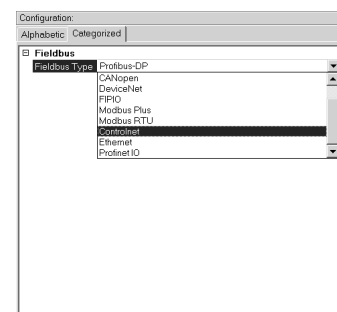 Configuration:
Alphabetic Categorized
Fieldbus
Fieldbus Type Profibus-DP
CANopen
DeviceNet
FIPIO
Modbus Plus
Modbus RTU
Controlnet
Ethernet
Profinet IO